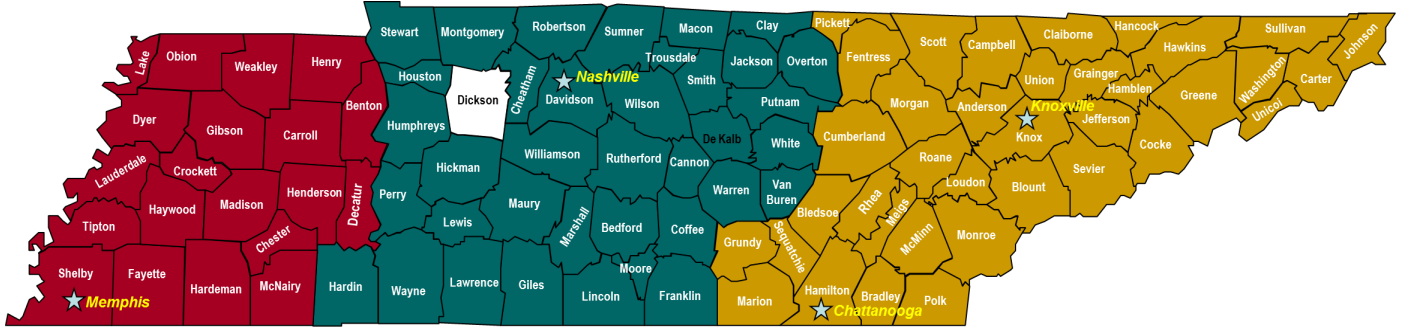 Lake
Obion
Weakley
Henry
Stewart
Montgomery
Robertson
Sumner
Macon
Clay
Pickett
Fentress
Scott
Campbell
Claiborne
Hancock
Hawkins
Sullivan
Johnson
Houston
Dickson
Cheatham
Nashville
Davidson
Trousdale
Smith
Jackson
Overton
Union
Grainger
Hamblen
Greene
Washington
Carter
Unicoi
Benton
Dyer
Gibson
Carroll
Humphreys
Wilson
Putnam
Morgan
Anderson
Knoxville
Knox
Jefferson
Cocke
Lauderdale
Crockett
Haywood
Madison
Henderson
Decatur
Perry
Hickman
Williamson
Rutherford
Cannon
De Kalb
White
Cumberland
Roane
Loudon
Blount
Sevier
Tipton
Chester
Lewis
Maury
Marshall
Bedford
Coffee
Warren
Van
Buren
Bledsoe
Rhea
Meigs
McMinn
Monroe
Shelby
Memphis
Fayette
Hardeman
McNairy
Hardin
Wayne
Lawrence
Giles
Lincoln
Moore
Franklin
Grundy
Sequatchie
Marion
Hamilton
Chattanooga
Bradley
Polk